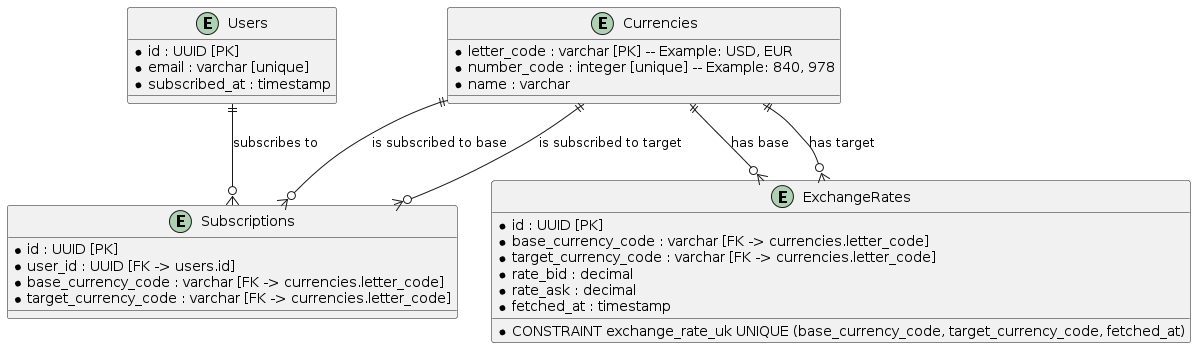 E Users
id : UUID [PK]
email : varchar [unique]
subscribed_at : timestamp
E Currencies
letter_code : varchar [PK] -- Example: USD, EUR
number_code : integer [unique] -- Example: 840, 978
name : varchar
subscribes to
is subscribed to base
is subscribed to target
has base
has target
E Subscriptions
id : UUID [PK]
user_id : UUID [FK -> users.id]
base_currency_code : varchar [FK -> currencies.letter_code]
target_currency_code : varchar [FK -> currencies.letter_code]
E ExchangeRates
id : UUID [PK]
base_currency_code : varchar [FK -> currencies.letter_code]
target_currency_code : varchar [FK -> currencies.letter_code]
rate_bid : decimal
rate_ask : decimal
fetched_at : timestamp
CONSTRAINT exchange_rate_uk UNIQUE (base_currency_code, target_currency_code, fetched_at)